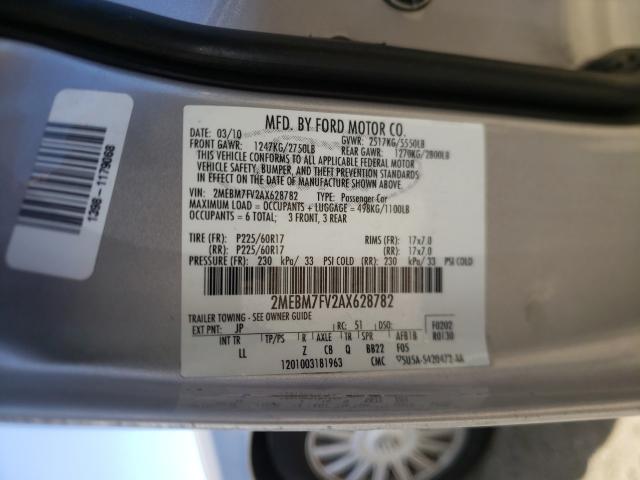 1398-1179068
MFD. BY FORD MOTOR CO.
DATE: 03/10 GVWR: 2517KG/5550LB
FRONT GAWR: 1247KG/2750LB REAR GAWR: 1270KG/2800LB
THIS VEHICLE CONFORMS TO ALL APPLICABLE FEDERAL MOTOR
VEHICLE SAFETY, BUMPER, AND THEFT PREVENTION STANDARDS
IN EFFECT ON THE DATE OF MANUFACTURE SHOWN ABOVE.
VIN: 2MEBM7FV2AX628782 TYPE: Passenger Car
MAXIMUM LOAD = OCCUPANTS + LUGGAGE = 498KG/1100LB
OCCUPANTS = 6 TOTAL; 3 FRONT, 3 REAR
TIRE (FR): P225/60R17 RIMS (FR): 17x7.0
(RR): P225/60R17 (RR): 17x7.0
PRESSURE (FR): 230 kPa/ 33 PSI COLD (RR): 230 kPa/ 33 PSI COLD
2MEBM7FV2AX628782
TRAILER TOWING - SEE OWNER GUIDE
EXT PNT: JP RC: 51 DSO: F0202
INT TR TP/PS R AXLE TR SPR AFB18 R0130
LL Z CB Q BB22 F05
1201003181963 CMC